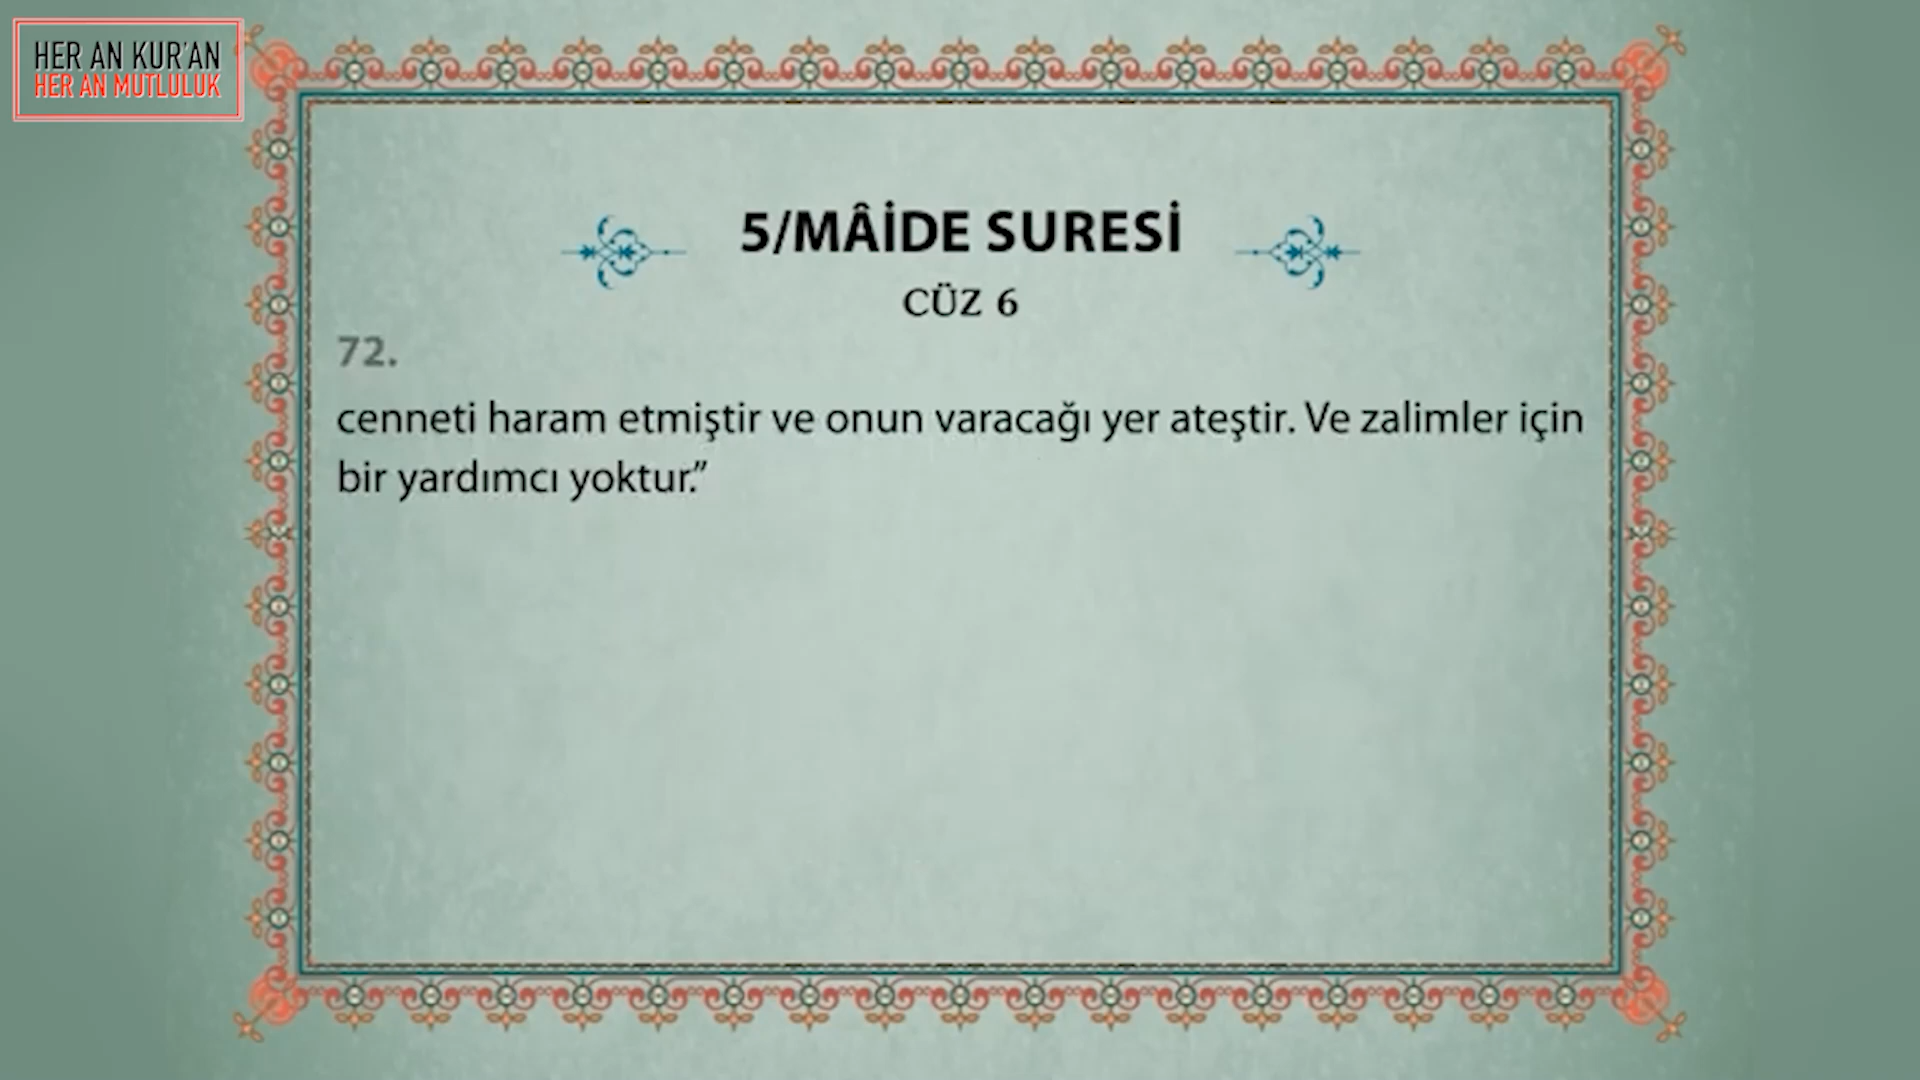 HER AN KUR'AN
HER AN MUTLULUK
5/MÂİDE SURESİ
CÜZ 6
72.
cenneti haram etmiştir ve onun varacağı yer ateştir. Ve zalimler için
bir yardımcı yoktur.”